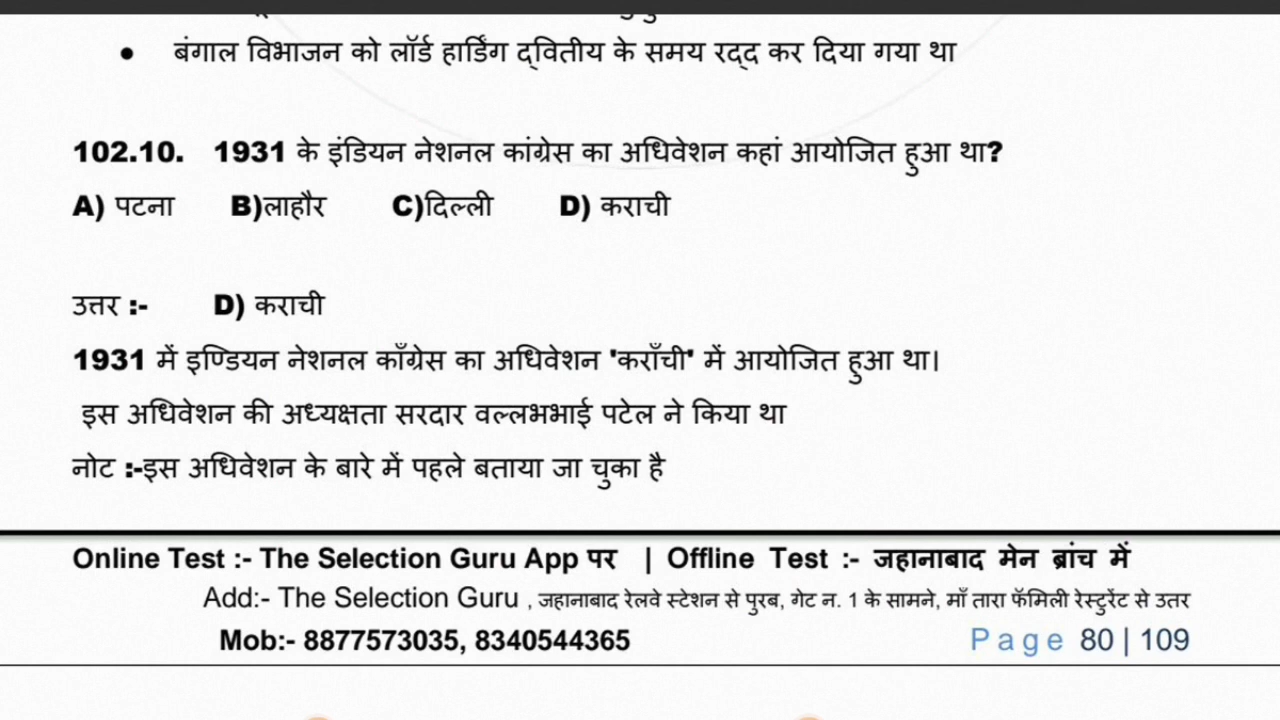 • बंगाल विभाजन को लॉर्ड हार्डिंग द्वितीय के समय रद्द कर दिया गया था
102.10. 1931 के इंडियन नेशनल कांग्रेस का अधिवेशन कहां आयोजित हुआ था?
A) पटना B)लाहौर C)दिल्ली D) कराची
उत्तर :- D) कराची
1931 में इण्डियन नेशनल काँग्रेस का अधिवेशन 'कराँची' में आयोजित हुआ था।
इस अधिवेशन की अध्यक्षता सरदार वल्लभभाई पटेल ने किया था
नोट :-इस अधिवेशन के बारे में पहले बताया जा चुका है
Online Test :- The Selection Guru App पर | Offline Test :- जहानाबाद मेन ब्रांच में
Add:- The Selection Guru , जहानाबाद रेलवे स्टेशन से पुरब, गेट न. 1 के सामने, माँ तारा फॅमिली रेस्टुरेंट से उतर
Mob:- 8877573035, 8340544365 Page 80 | 109